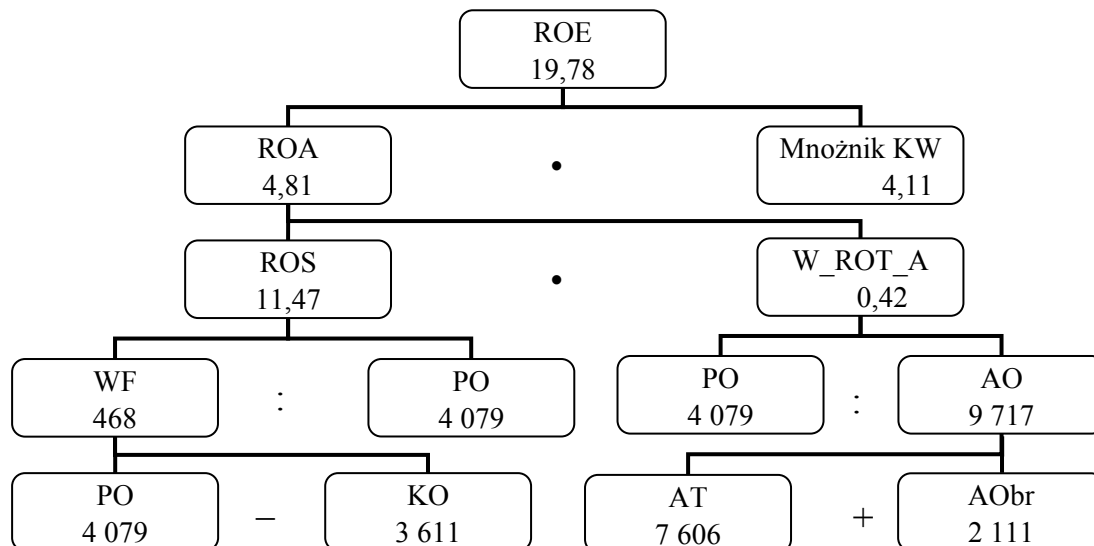 ROE
19,78
ROA
4,81
•
Mnożnik KW
4,11
ROS
11,47
•
W_ROT_A
0,42
WF
468
:
PO
4 079
PO
4 079
:
AO
9 717
PO
4 079
–
KO
3 611
AT
7 606
+
AObr
2 111